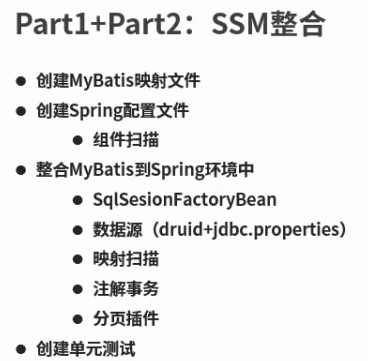 Part1+Part2：SSM整合
● 创建MyBatis映射文件
● 创建Spring配置文件
● 组件扫描
● 整合MyBatis到Spring环境中
● SqlSesionFactoryBean
● 数据源（druid+jdbc.properties）
● 映射扫描
● 注解事务
● 分页插件
● 创建单元测试